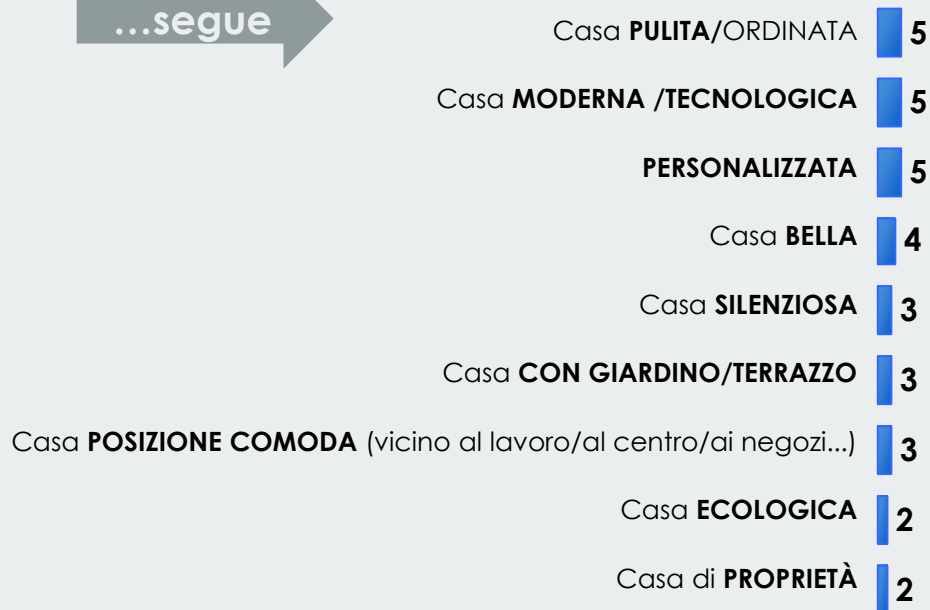 ...segue
Casa PULITA/ORDINATA 5
Casa MODERNA /TECNOLOGICA 5
PERSONALIZZATA 5
Casa BELLA 4
Casa SILENZIOSA 3
Casa CON GIARDINO/TERRAZZO 3
Casa POSIZIONE COMODA (vicino al lavoro/al centro/ai negozi...) 3
Casa ECOLOGICA 2
Casa di PROPRIETÀ 2